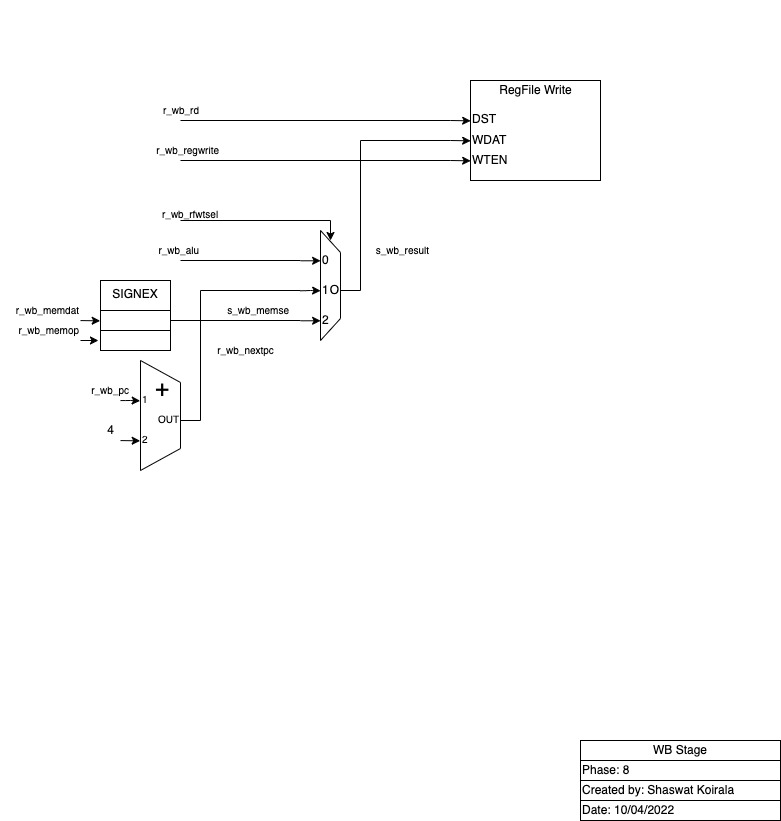 RegFile Write
r_wb_rd
DST
WDAT
r_wb_regwrite
WTEN
r_wb_rfwtsel
r_wb_alu
s_wb_result
0
SIGNEX
1 O
r_wb_memdat
s_wb_memse
2
r_wb_memop
r_wb_nextpc
r_wb_pc
+
1
OUT
4
2
WB Stage
Phase: 8
Created by: Shaswat Koirala
Date: 10/04/2022